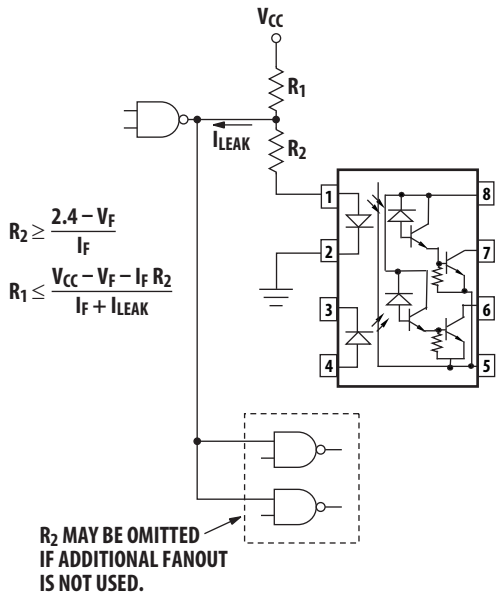 VCC
R1
ILEAK
R2
1
2
3
4
8
7
6
5
R2 ≥ (2.4 – VF) / IF
R1 ≤ (VCC – VF – IF R2) / (IF + ILEAK)
R2 MAY BE OMITTED
IF ADDITIONAL FANOUT
IS NOT USED.